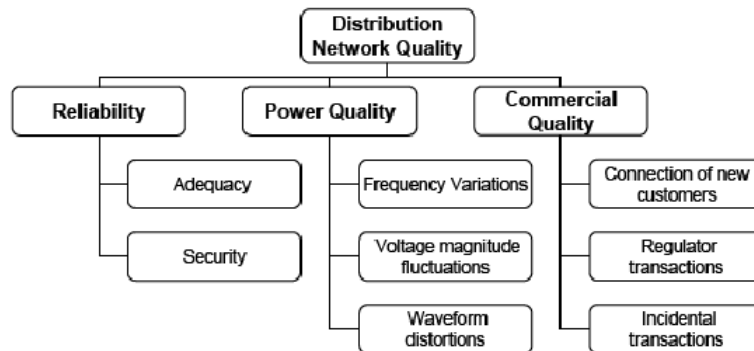 Distribution
Network Quality
Reliability
Power Quality
Commercial
Quality
Adequacy
Frequency Variations
Connection of new
customers
Security
Voltage magnitude
fluctuations
Regulator
transactions
Waveform
distortions
Incidental
transactions